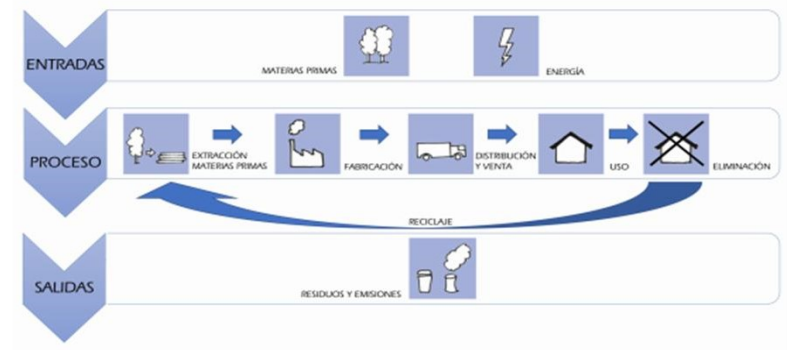 ENTRADAS
MATERIAS PRIMAS
ENERGÍA
PROCESO
EXTRACCIÓN
MATERIAS PRIMAS
FABRICACIÓN
DISTRIBUCIÓN
Y VENTA
USO
ELIMINACIÓN
RECICLAJE
SALIDAS
RESIDUOS Y EMISIONES